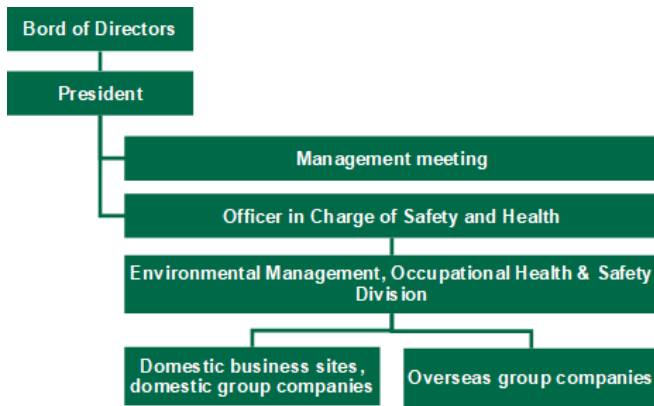 Bord of Directors
President
Management meeting
Officer in Charge of Safety and Health
Environmental Management, Occupational Health & Safety
Division
Domestic business sites,
domestic group companies
Overseas group companies